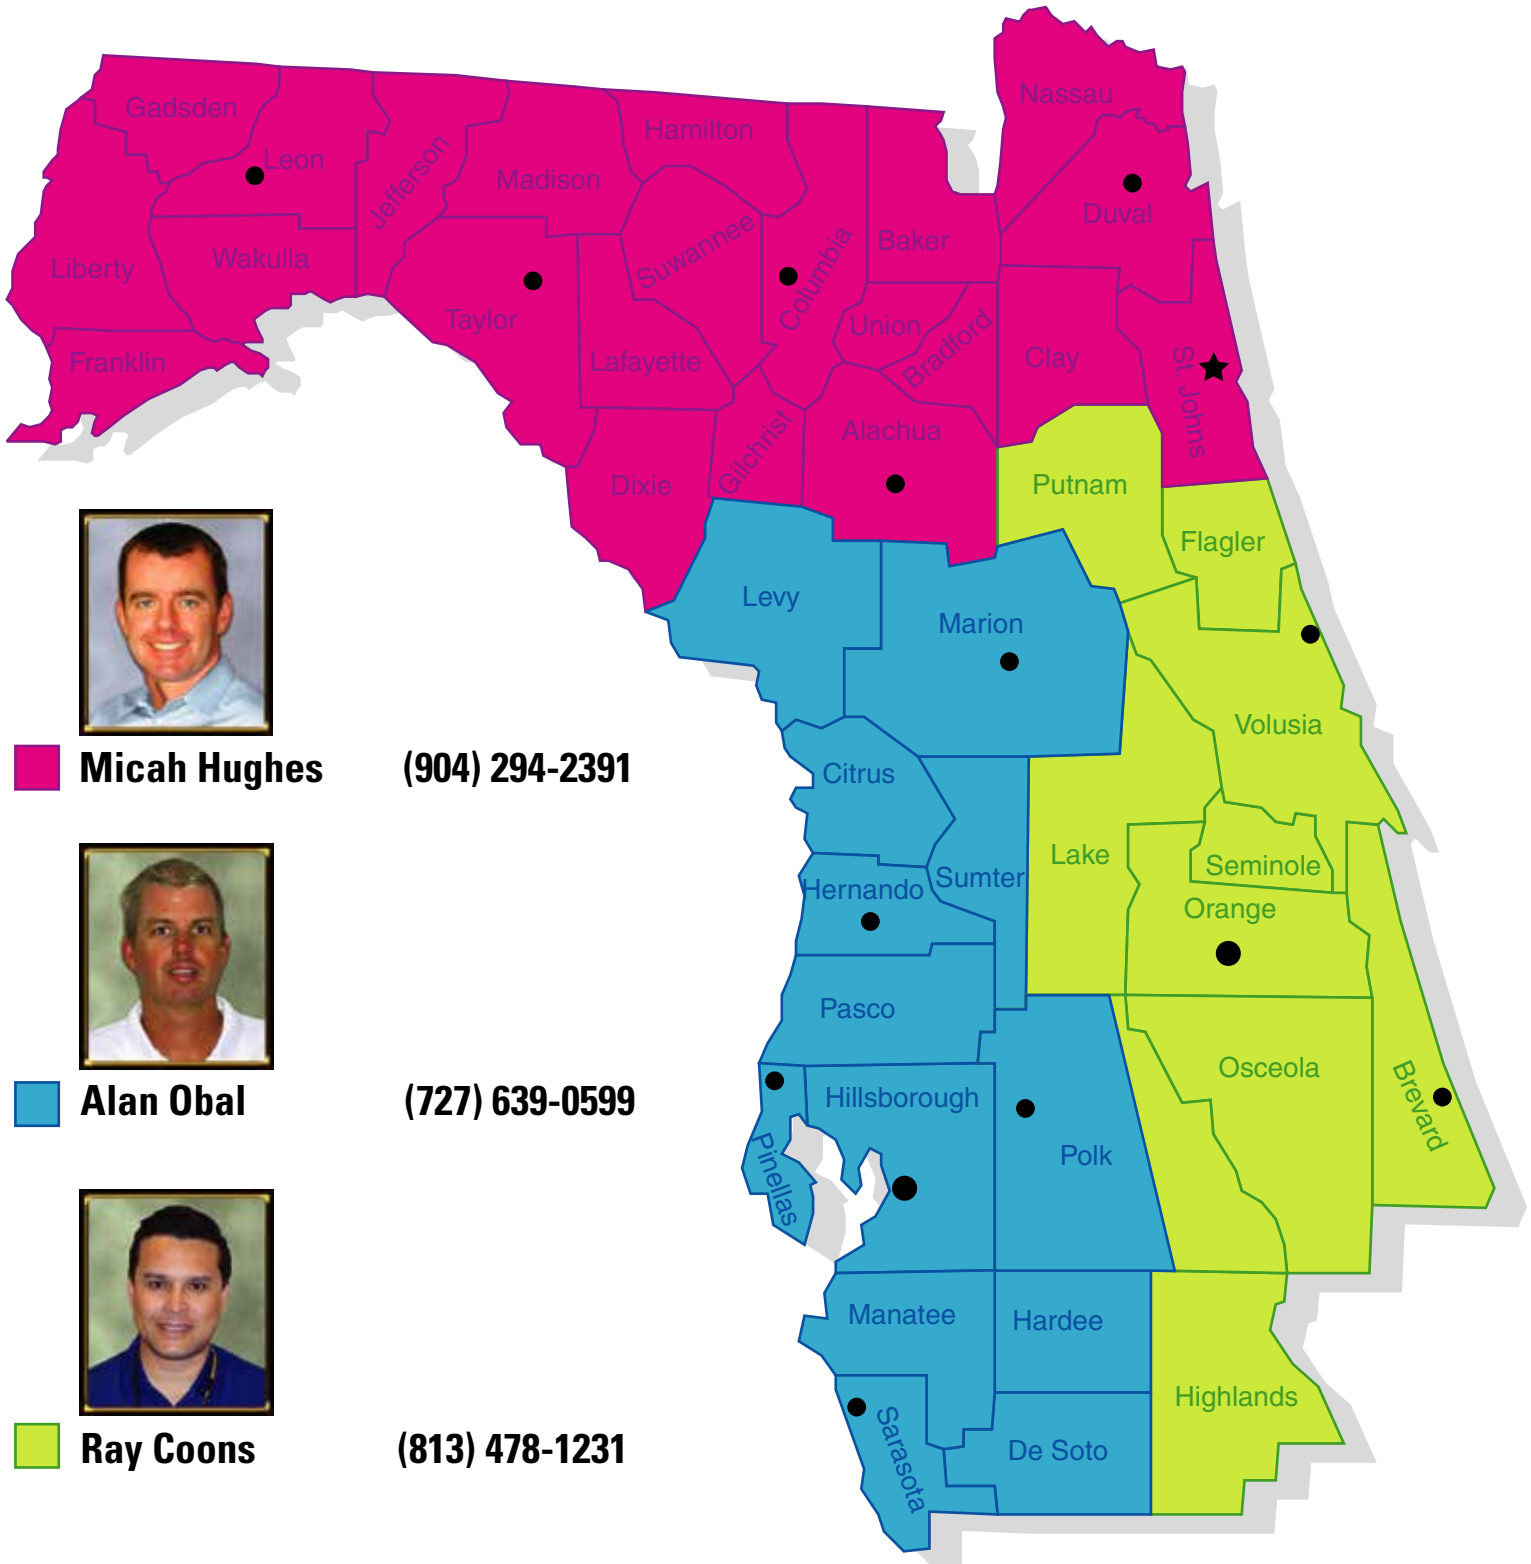 Nassau
Gadsden
Hamilton
Leon
Jefferson
Madison
Duval
Suwannee
Columbia
Baker
Liberty
Wakulla
Taylor
Union
Bradford
Clay
St. Johns
Franklin
Lafayette
Gilchrist
Alachua
Dixie
Putnam
Flagler
Levy
Marion
Volusia
Micah Hughes (904) 294-2391
Citrus
Lake
Seminole
Sumter
Hernando
Orange
Pasco
Osceola
Brevard
Alan Obal (727) 639-0599
Hillsborough
Polk
Pinellas
Manatee
Hardee
Highlands
Sarasota
De Soto
Ray Coons (813) 478-1231